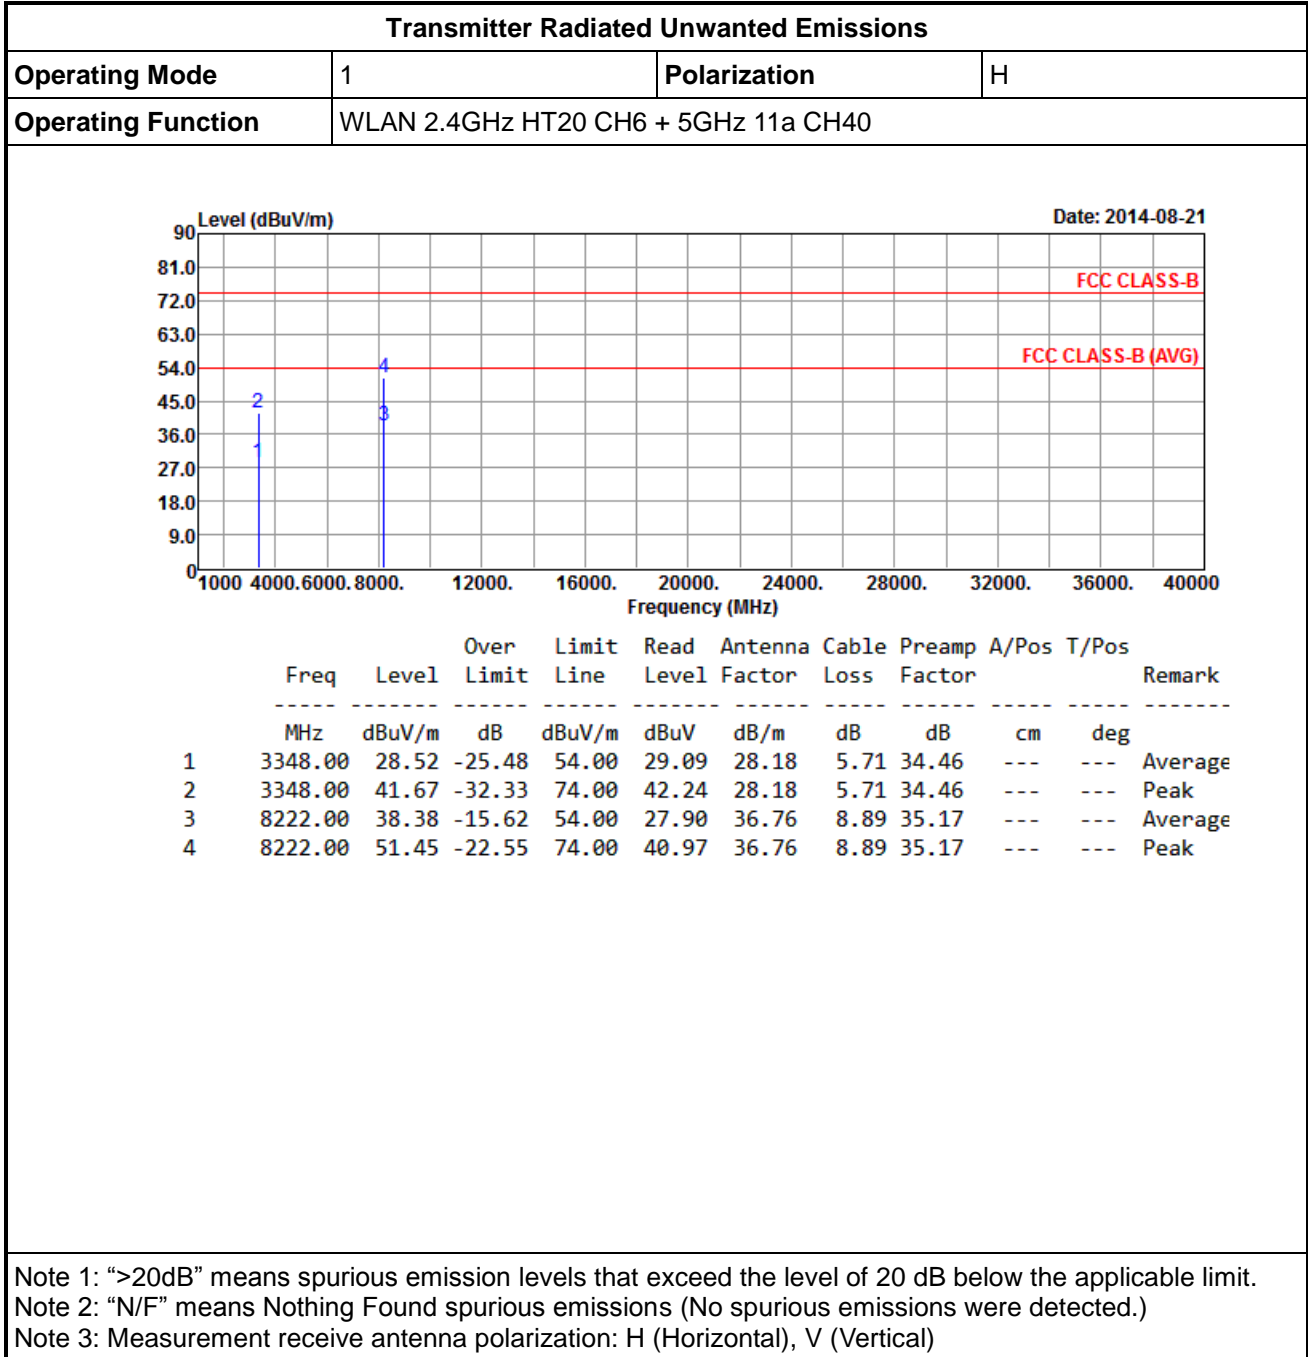 Transmitter Radiated Unwanted Emissions
Operating Mode 1 Polarization H
Operating Function WLAN 2.4GHz HT20 CH6 + 5GHz 11a CH40
Level (dBuV/m) Date: 2014-08-21
90
81.0
FCC CLASS-B
72.0
63.0
FCC CLASS-B (AVG)
54.0
4
45.0
2
3
36.0
1
27.0
18.0
9.0
0
1000 4000. 6000. 8000. 12000. 16000. 20000. 24000. 28000. 32000. 36000. 40000
Frequency (MHz)
Over Limit Read Antenna Cable Preamp A/Pos T/Pos
Freq Level Limit Line Level Factor Loss Factor Remark
----- ------- ------ ------ ------- ------ ----- ------ ----- ----- -------
MHz dBuV/m dB dBuV/m dBuV dB/m dB dB cm deg
1 3348.00 28.52 -25.48 54.00 29.09 28.18 5.71 34.46 --- --- Average
2 3348.00 41.67 -32.33 74.00 42.24 28.18 5.71 34.46 --- --- Peak
3 8222.00 38.38 -15.62 54.00 27.90 36.76 8.89 35.17 --- --- Average
4 8222.00 51.45 -22.55 74.00 40.97 36.76 8.89 35.17 --- --- Peak
Note 1: “>20dB” means spurious emission levels that exceed the level of 20 dB below the applicable limit.
Note 2: “N/F” means Nothing Found spurious emissions (No spurious emissions were detected.)
Note 3: Measurement receive antenna polarization: H (Horizontal), V (Vertical)